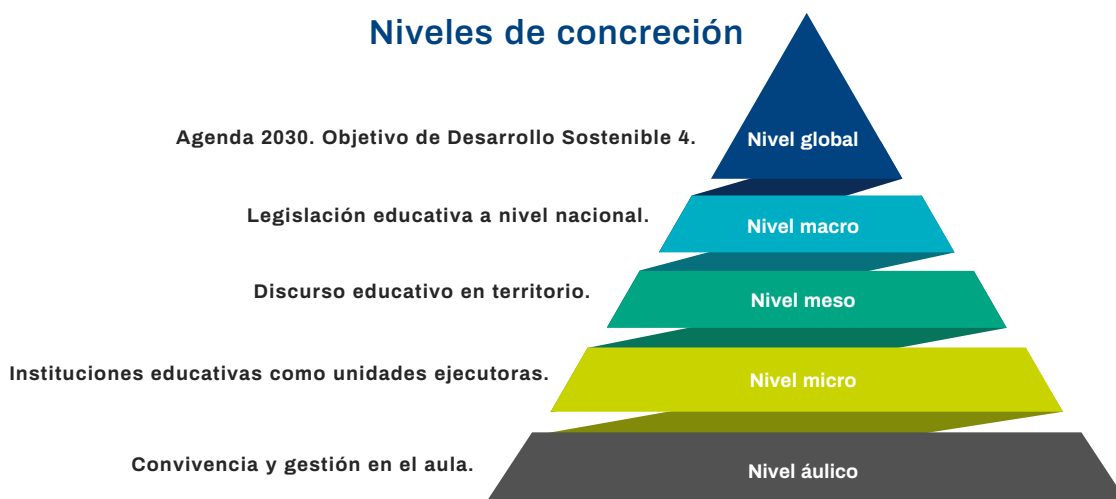 Niveles de concreción
Agenda 2030. Objetivo de Desarrollo Sostenible 4.
Nivel global
Legislación educativa a nivel nacional.
Nivel macro
Discurso educativo en territorio.
Nivel meso
Instituciones educativas como unidades ejecutoras.
Nivel micro
Convivencia y gestión en el aula.
Nivel áulico